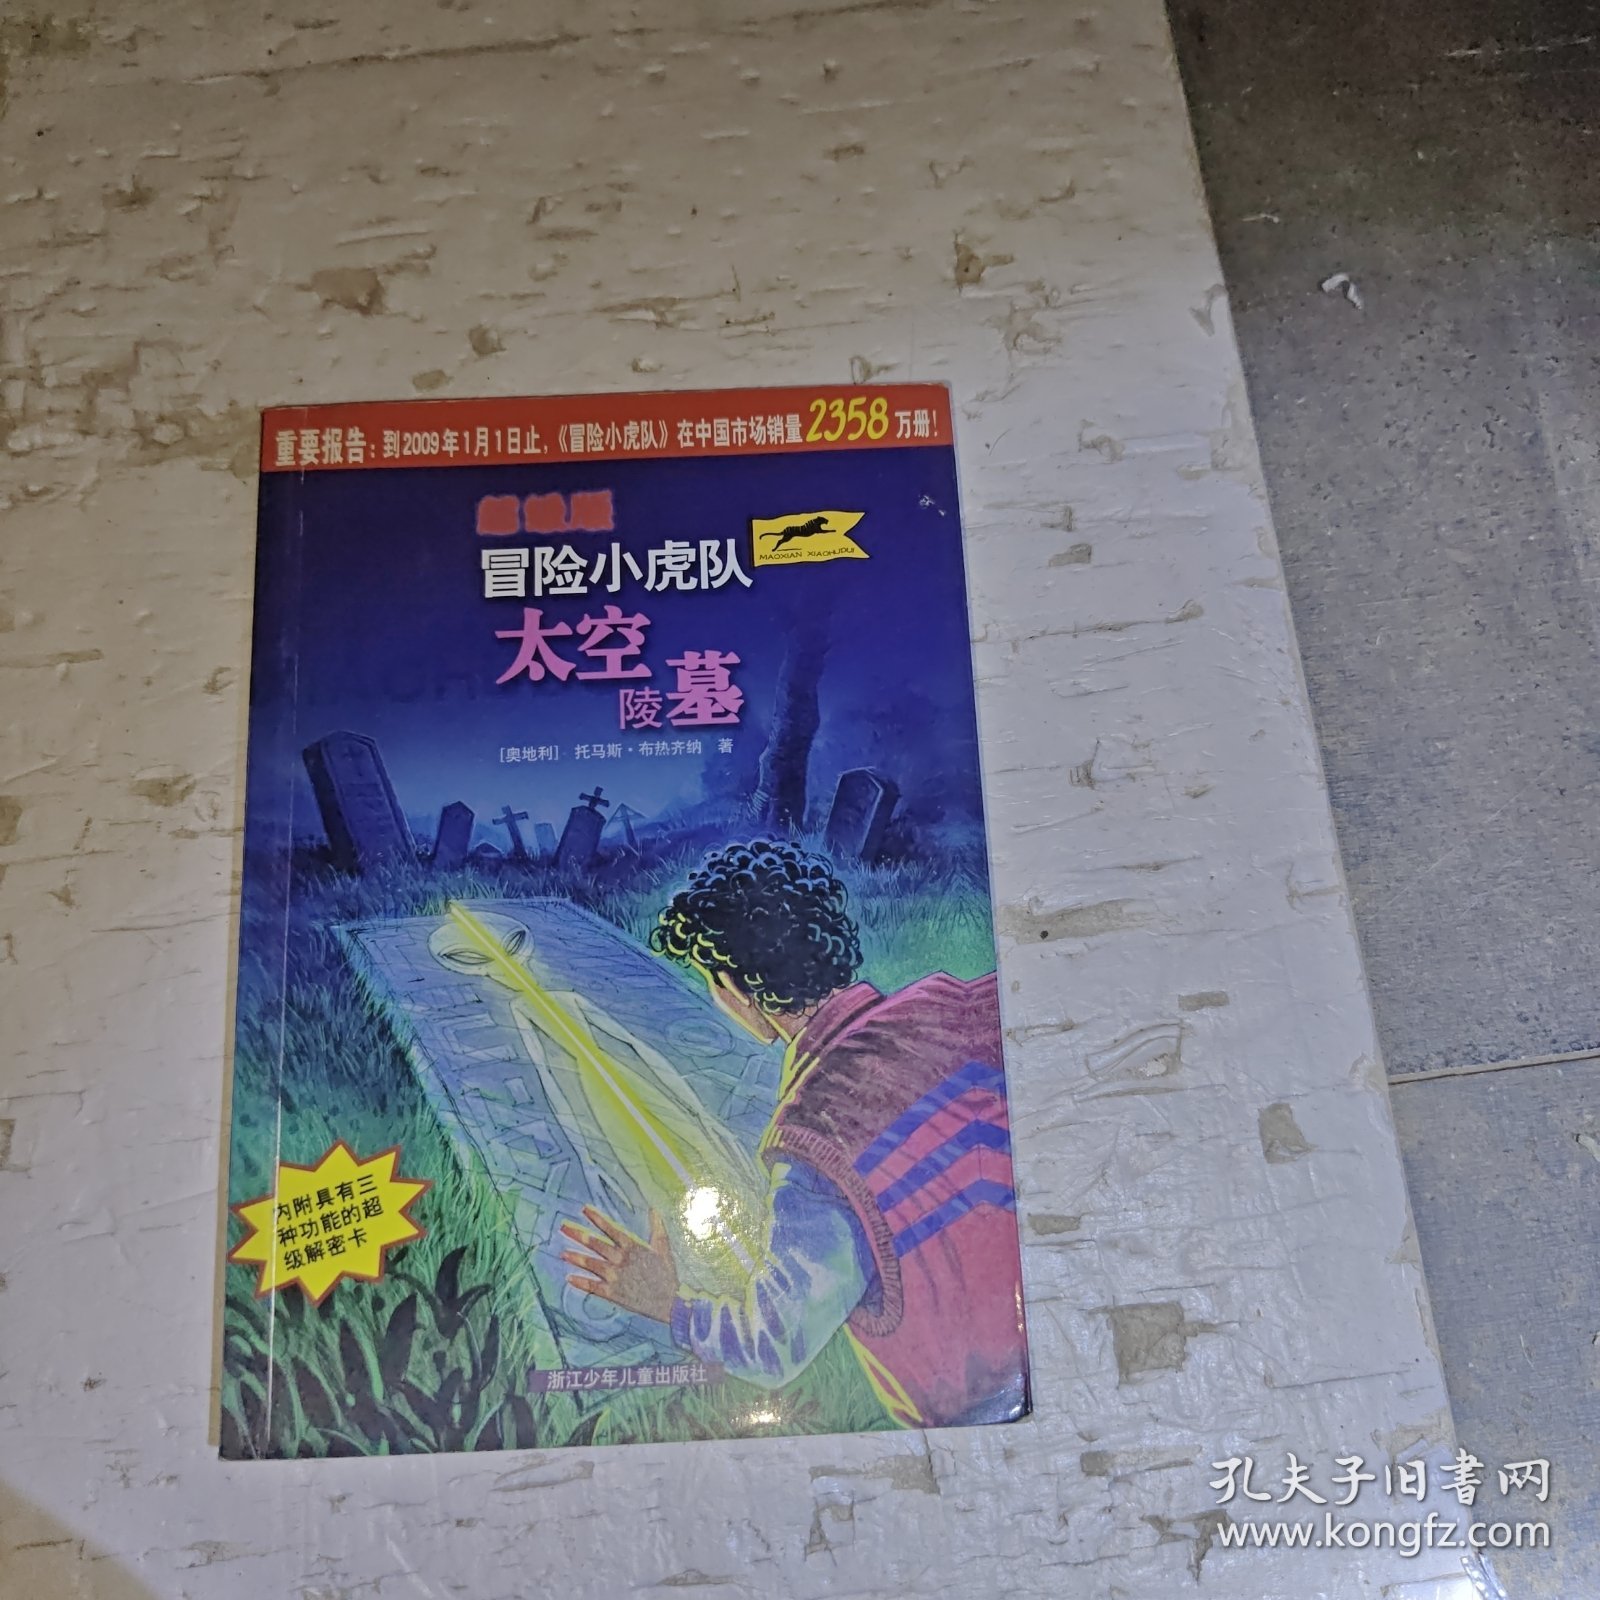 重要报告：到2009年1月1日止，《冒险小虎队》在中国市场销量2358万册！
超级版
MAOXIAN XIAOHUDUI
冒险小虎队
太空
陵墓
［奥地利］ 托马斯·布热齐纳 著
内附具有三
种功能的超
级解密卡
浙江少年儿童出版社
孔夫子旧书网
www.kongfz.com